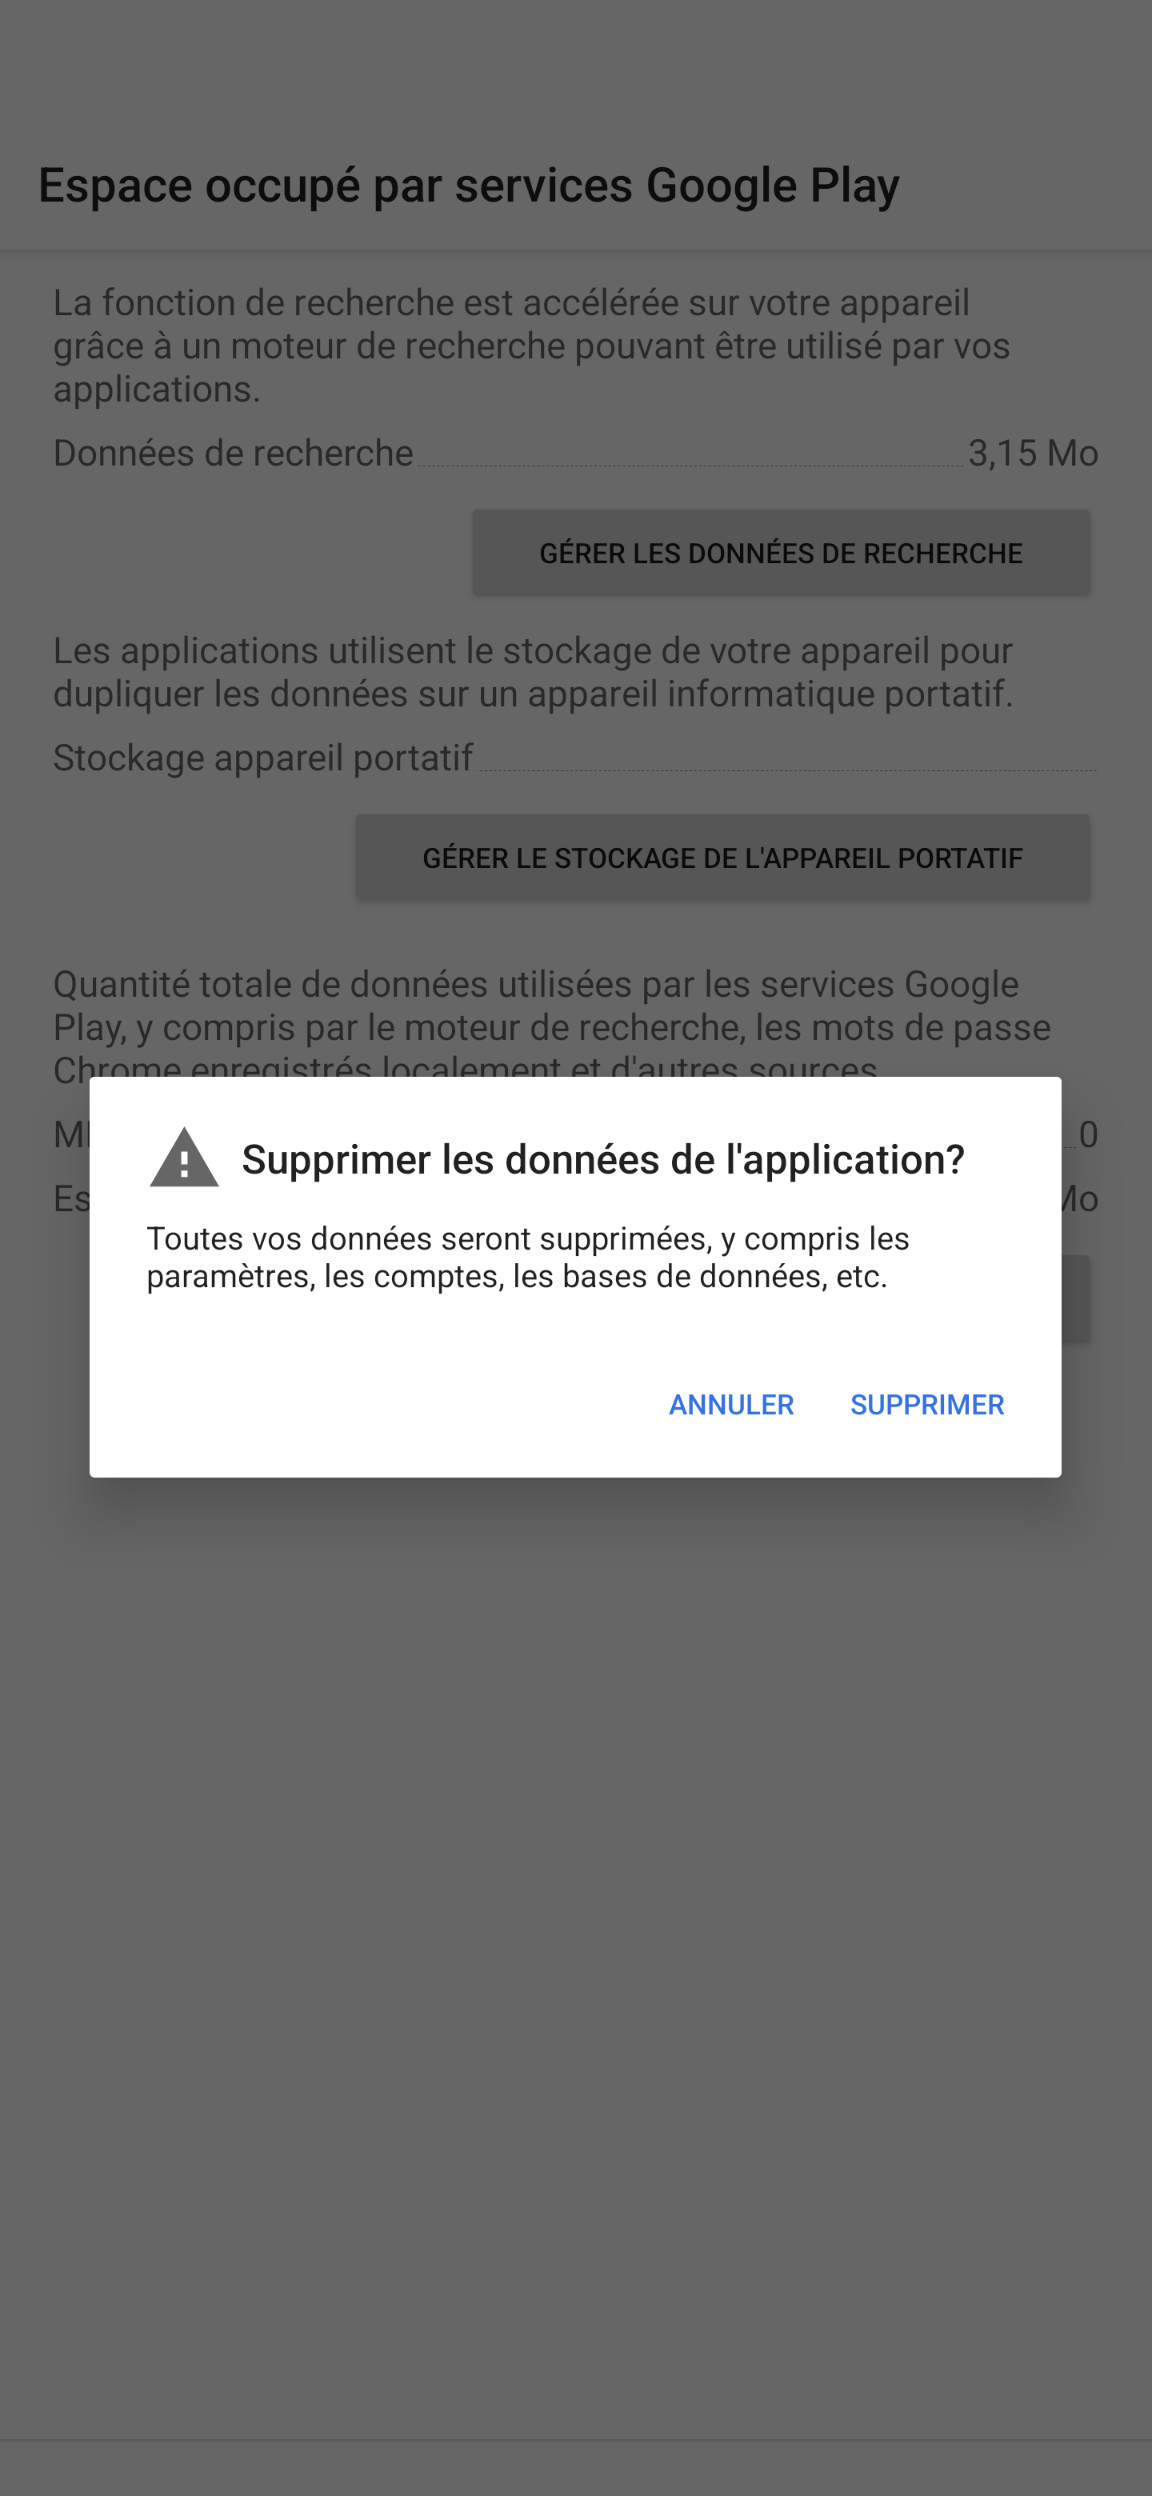 Espace occupé par services Google Play
La fonction de recherche est accélérée sur votre appareil
grâce à un moteur de recherche pouvant être utilisé par vos
applications.
Données de recherche 3,15 Mo
GÉRER LES DONNÉES DE RECHERCHE
Les applications utilisent le stockage de votre appareil pour
dupliquer les données sur un appareil informatique portatif.
Stockage appareil portatif
GÉRER LE STOCKAGE DE L'APPAREIL PORTATIF
Quantité totale de données utilisées par les services Google
Play, y compris par le moteur de recherche, les mots de passe
Chrome enregistrés localement et d'autres sources
0
Mo
Supprimer les données de l'application?
Toutes vos données seront supprimées, y compris les
paramètres, les comptes, les bases de données, etc.
ANNULER SUPPRIMER